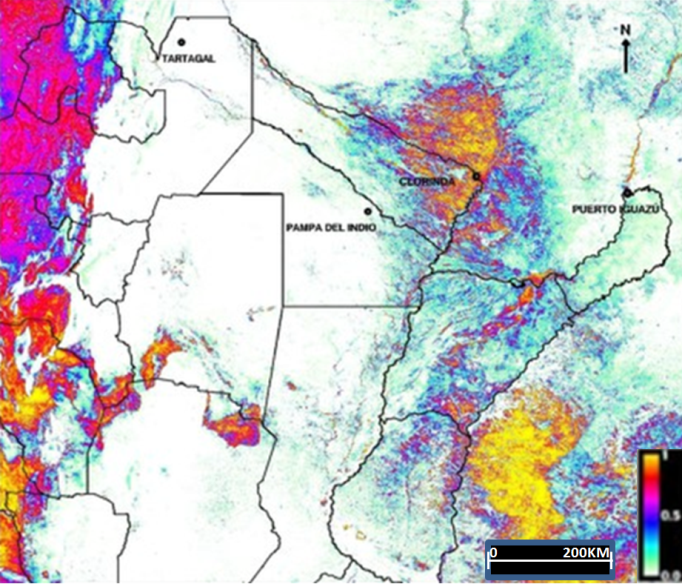 N
TARTAGAL
CLORINDA
PUERTO IGUAZÚ
PAMPA DEL INDIO
1
0.5
0.0
0 200KM